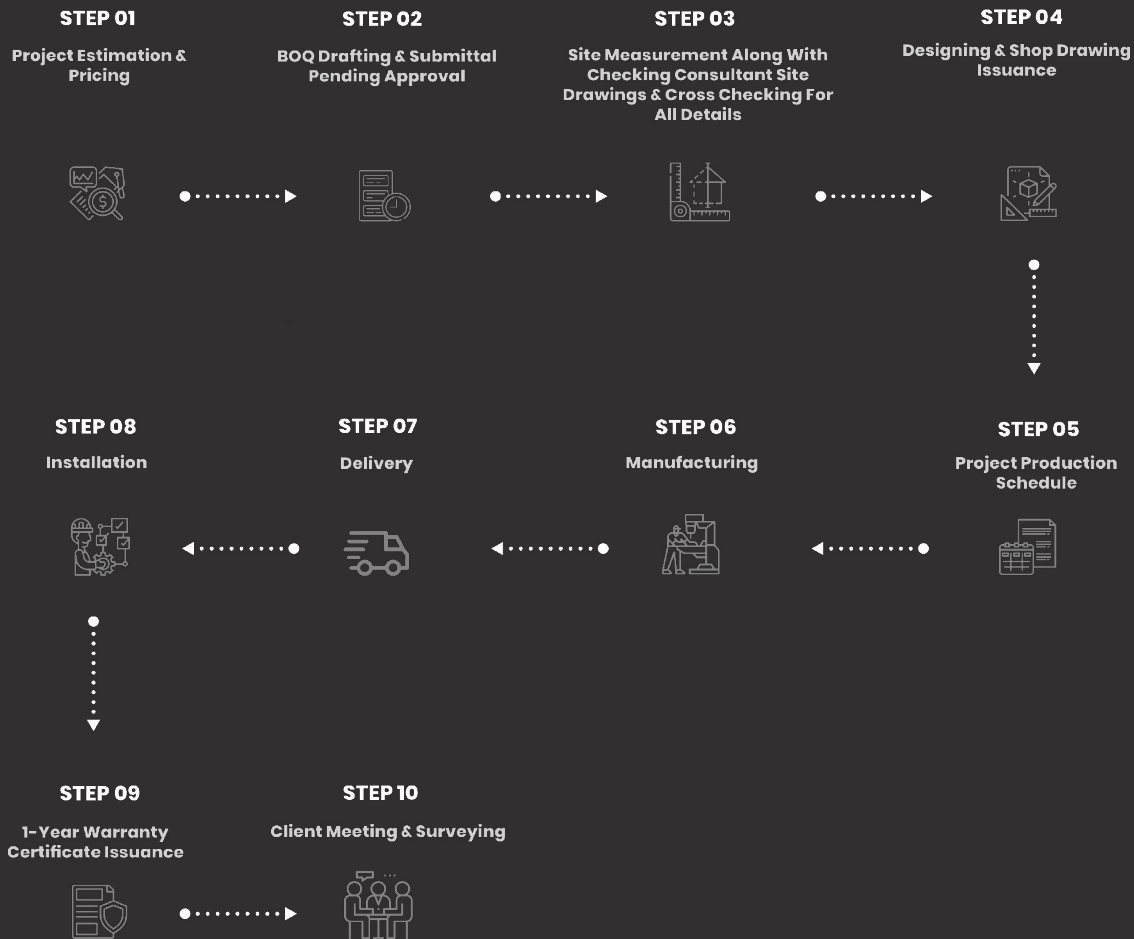 STEP 01
Project Estimation &
Pricing
STEP 02
BOQ Drafting & Submittal
Pending Approval
STEP 03
Site Measurement Along With
Checking Consultant Site
Drawings & Cross Checking For
All Details
STEP 04
Designing & Shop Drawing
Issuance
STEP 05
Project Production
Schedule
STEP 06
Manufacturing
STEP 07
Delivery
STEP 08
Installation
STEP 09
1-Year Warranty
Certificate Issuance
STEP 10
Client Meeting & Surveying